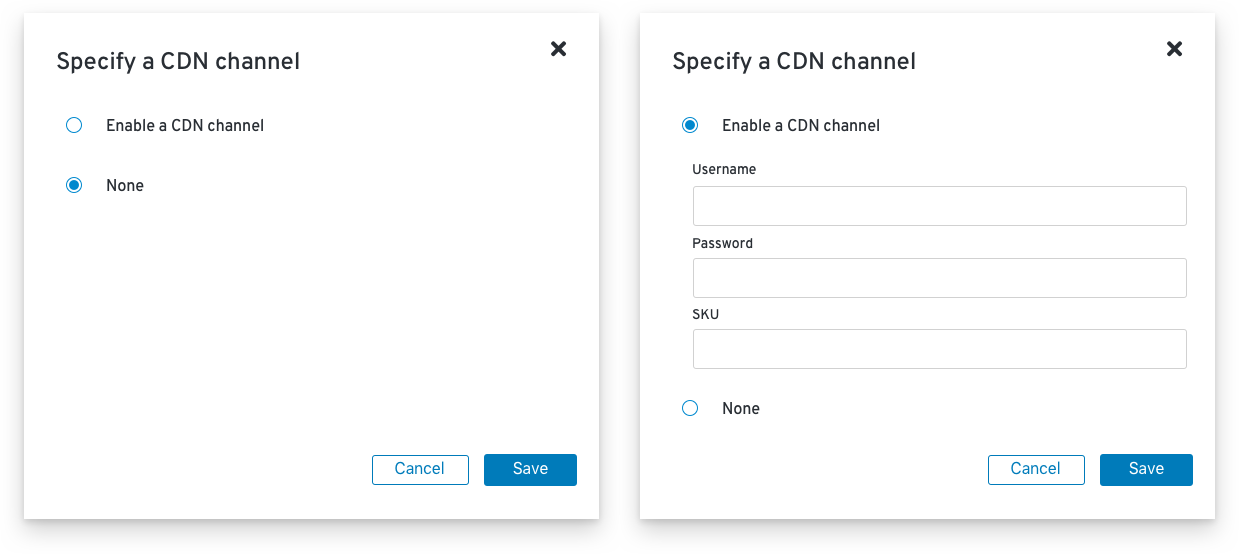 Specify a CDN channel
Enable a CDN channel
None
Cancel
Save
Specify a CDN channel
Enable a CDN channel
Username
Password
SKU
None
Cancel
Save